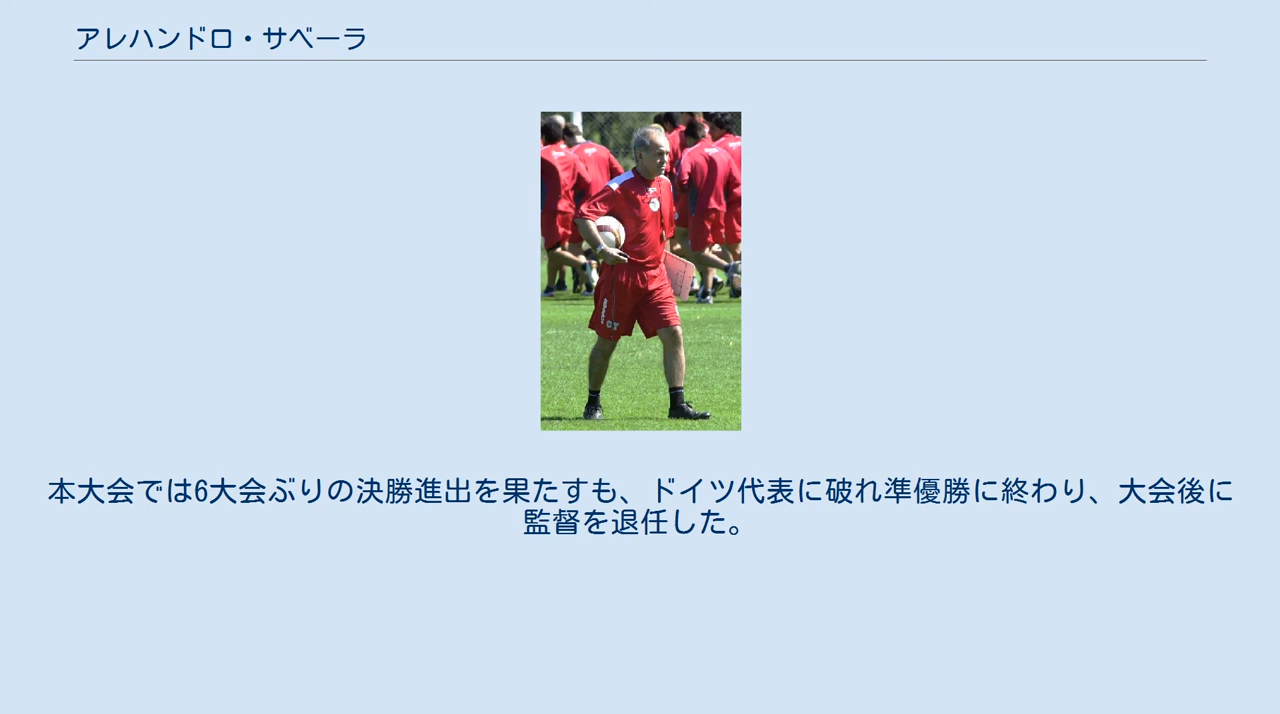 アレハンドロ・サベーラ
本大会では6大会ぶりの決勝進出を果たすも、ドイツ代表に破れ準優勝に終わり、大会後に
監督を退任した。
CT